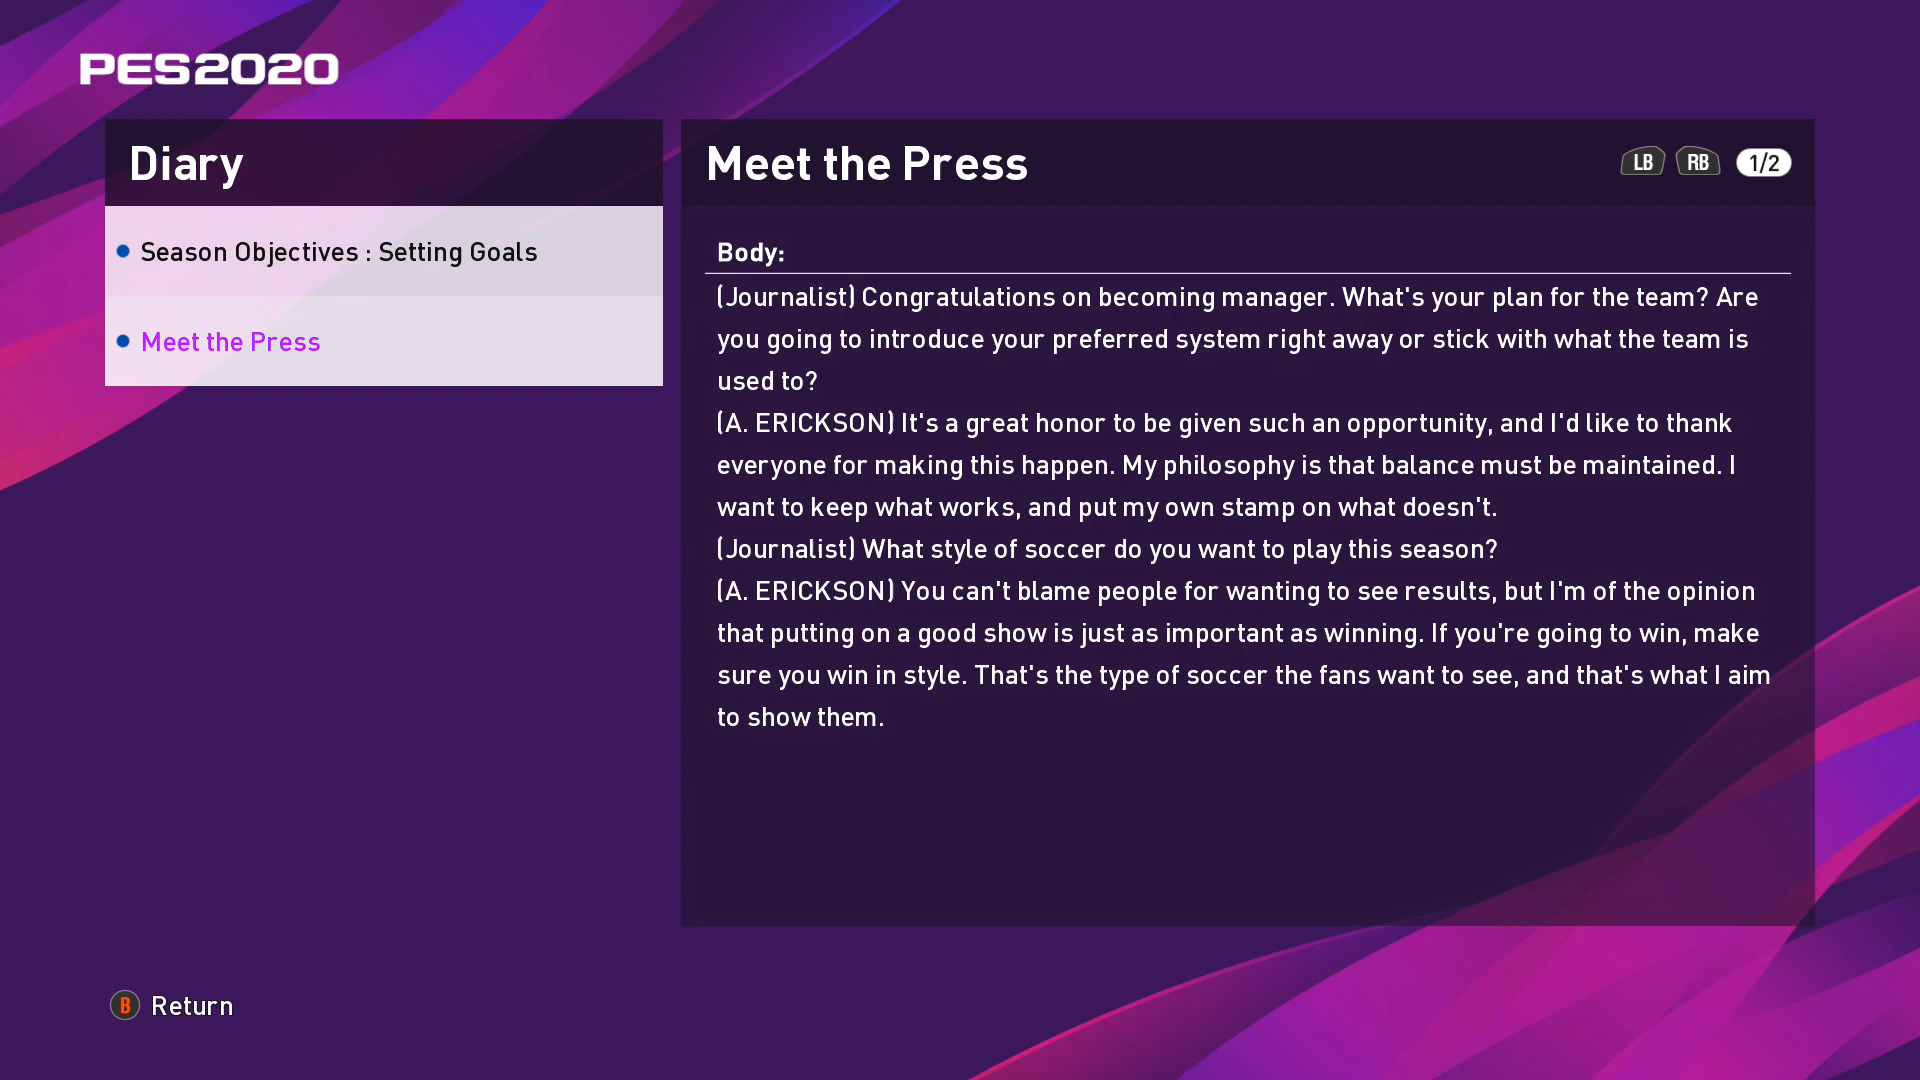 PES2020
Diary
Season Objectives : Setting Goals
Meet the Press
Meet the Press
LB RB 1/2
Body:
(Journalist) Congratulations on becoming manager. What's your plan for the team? Are
you going to introduce your preferred system right away or stick with what the team is
used to?
(A. ERICKSON) It's a great honor to be given such an opportunity, and I'd like to thank
everyone for making this happen. My philosophy is that balance must be maintained. I
want to keep what works, and put my own stamp on what doesn't.
(Journalist) What style of soccer do you want to play this season?
(A. ERICKSON) You can't blame people for wanting to see results, but I'm of the opinion
that putting on a good show is just as important as winning. If you're going to win, make
sure you win in style. That's the type of soccer the fans want to see, and that's what I aim
to show them.
B Return